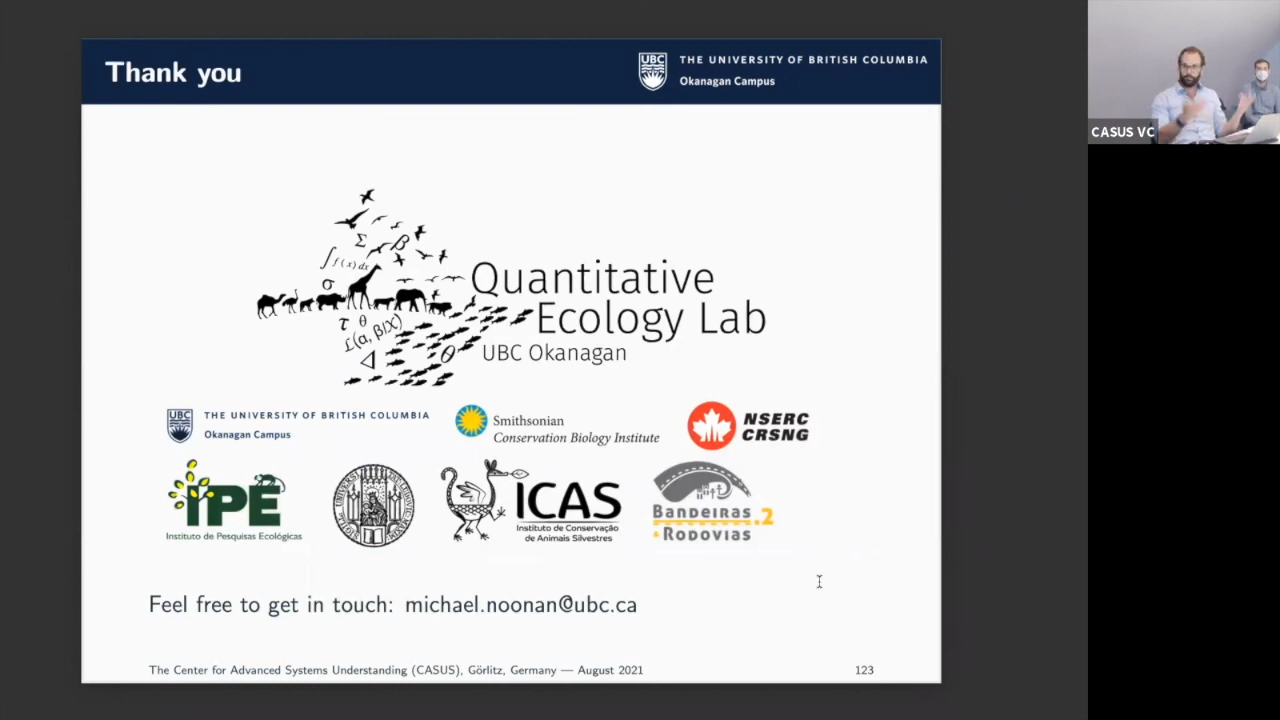 Thank you
THE UNIVERSITY OF BRITISH COLUMBIA
Okanagan Campus
CASUS VC
Σ
β
∫f(x)dx
σ
τ θ
L(α, β|X)
Δ
θ
Quantitative
Ecology Lab
UBC Okanagan
UBC
THE UNIVERSITY OF BRITISH COLUMBIA
Okanagan Campus
Smithsonian
Conservation Biology Institute
NSERC
CRSNG
IPÊ
Instituto de Pesquisas Ecológicas
ICAS
Instituto de Conservação
de Animais Silvestres
BANDEIRAS
& RODOVIAS .2
Feel free to get in touch: michael.noonan@ubc.ca
The Center for Advanced Systems Understanding (CASUS), Görlitz, Germany — August 2021
123